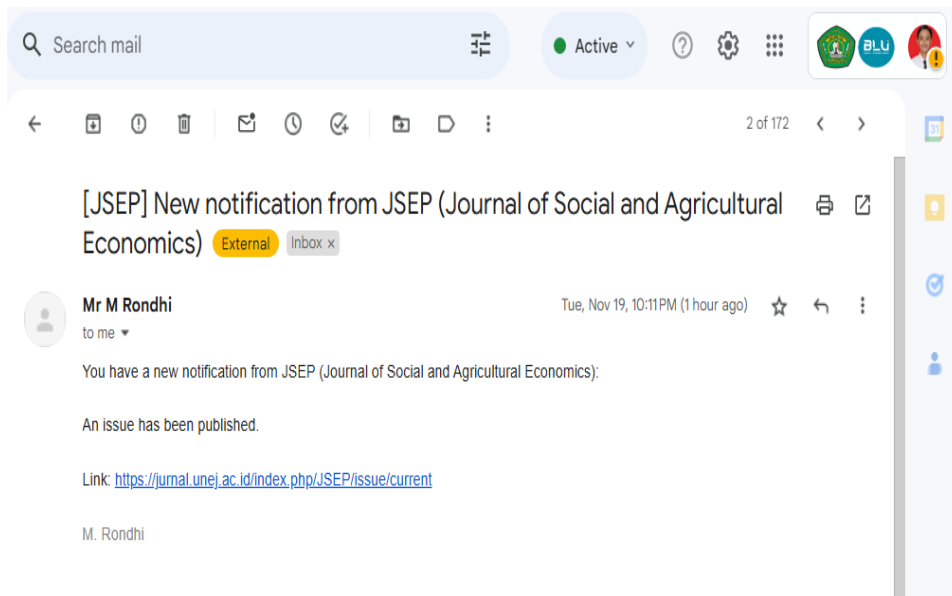 Search mail
Active
BLU
2 of 172
31
[JSEP] New notification from JSEP (Journal of Social and Agricultural
Economics) External Inbox ×
Mr M Rondhi
Tue, Nov 19, 10:11 PM (1 hour ago)
to me
You have a new notification from JSEP (Journal of Social and Agricultural Economics):
An issue has been published.
Link: https://jurnal.unej.ac.id/index.php/JSEP/issue/current
M. Rondhi